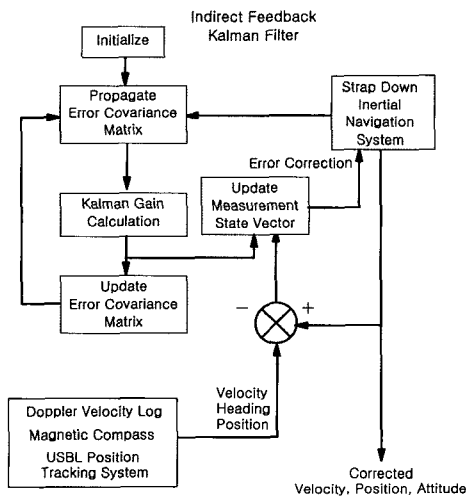 Indirect Feedback
Kalman Filter
Initialize
Propagate
Error Covariance
Matrix
Strap Down
Inertial
Navigation
System
Error Correction
Kalman Gain
Calculation
Update
Measurement
State Vector
Update
Error Covariance
Matrix
− +
Velocity
Heading
Position
Doppler Velocity Log
Magnetic Compass
USBL Position
Tracking System
Corrected
Velocity, Position, Attitude